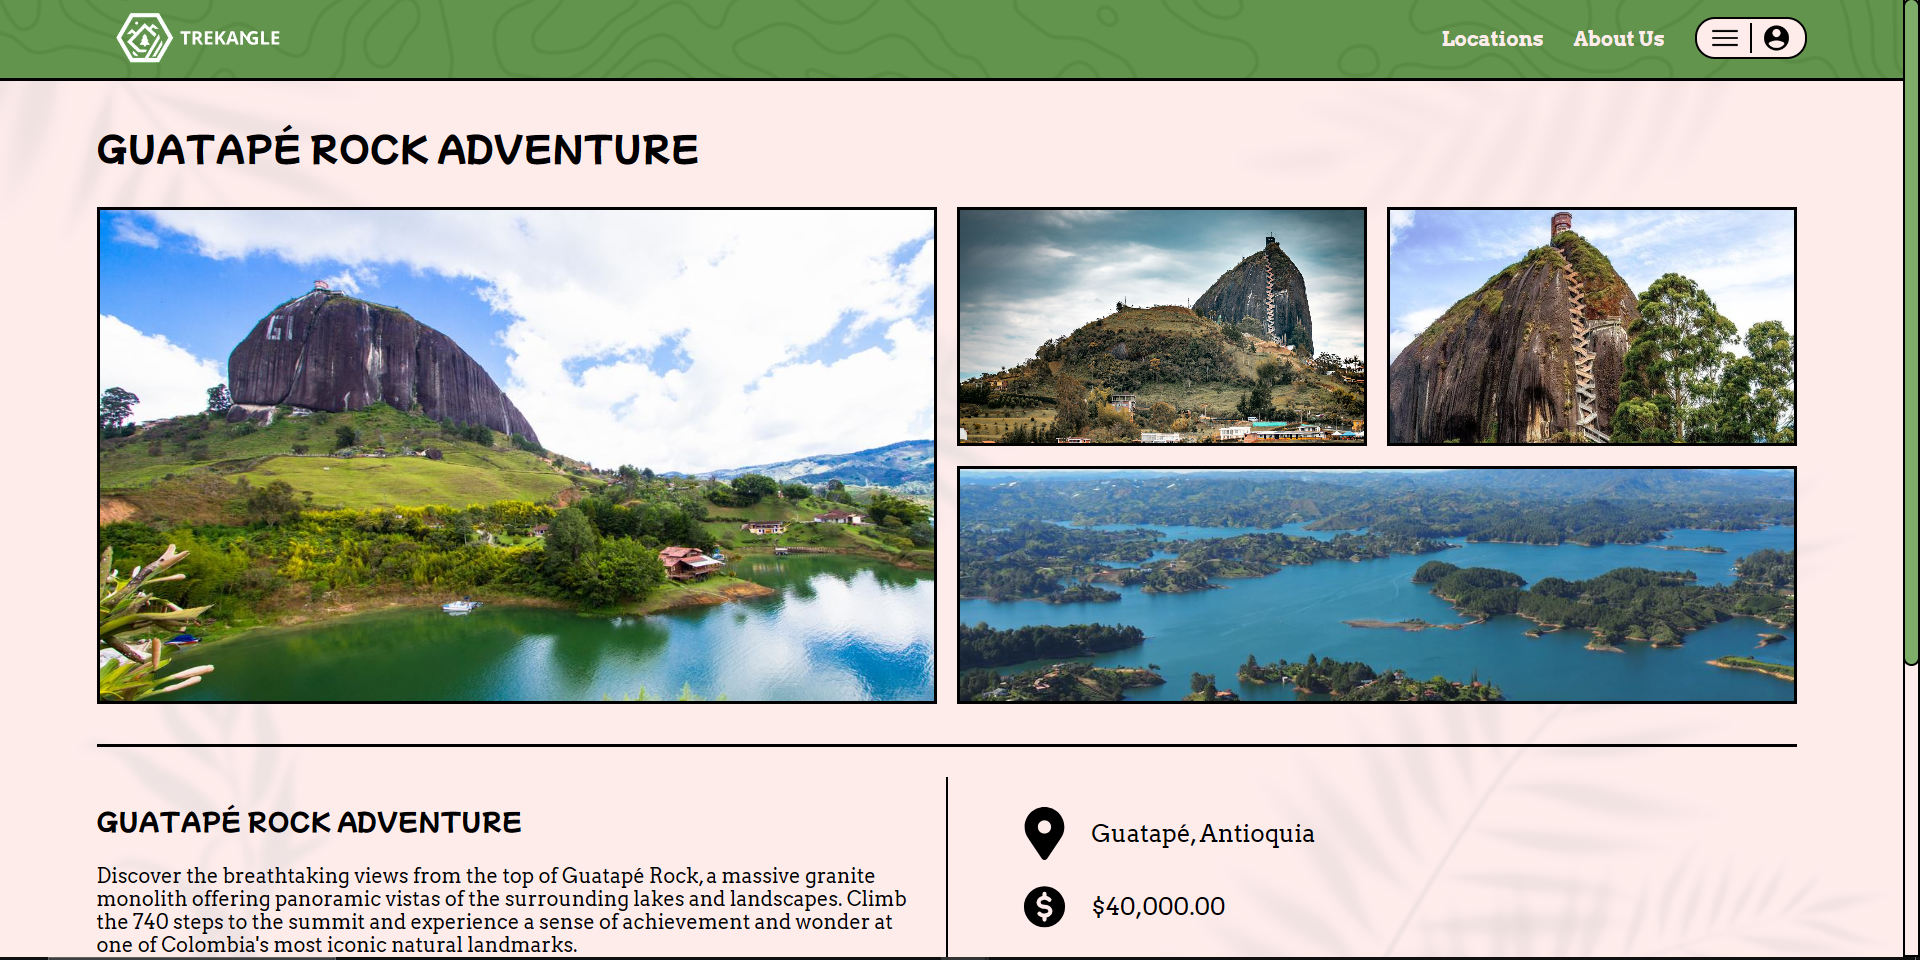 TREKANGLE
Locations
About Us
GUATAPÉ ROCK ADVENTURE
GI
GUATAPÉ ROCK ADVENTURE
Discover the breathtaking views from the top of Guatapé Rock, a massive granite
monolith offering panoramic vistas of the surrounding lakes and landscapes. Climb
the 740 steps to the summit and experience a sense of achievement and wonder at
one of Colombia's most iconic natural landmarks.
Guatapé, Antioquia
$
$40,000.00